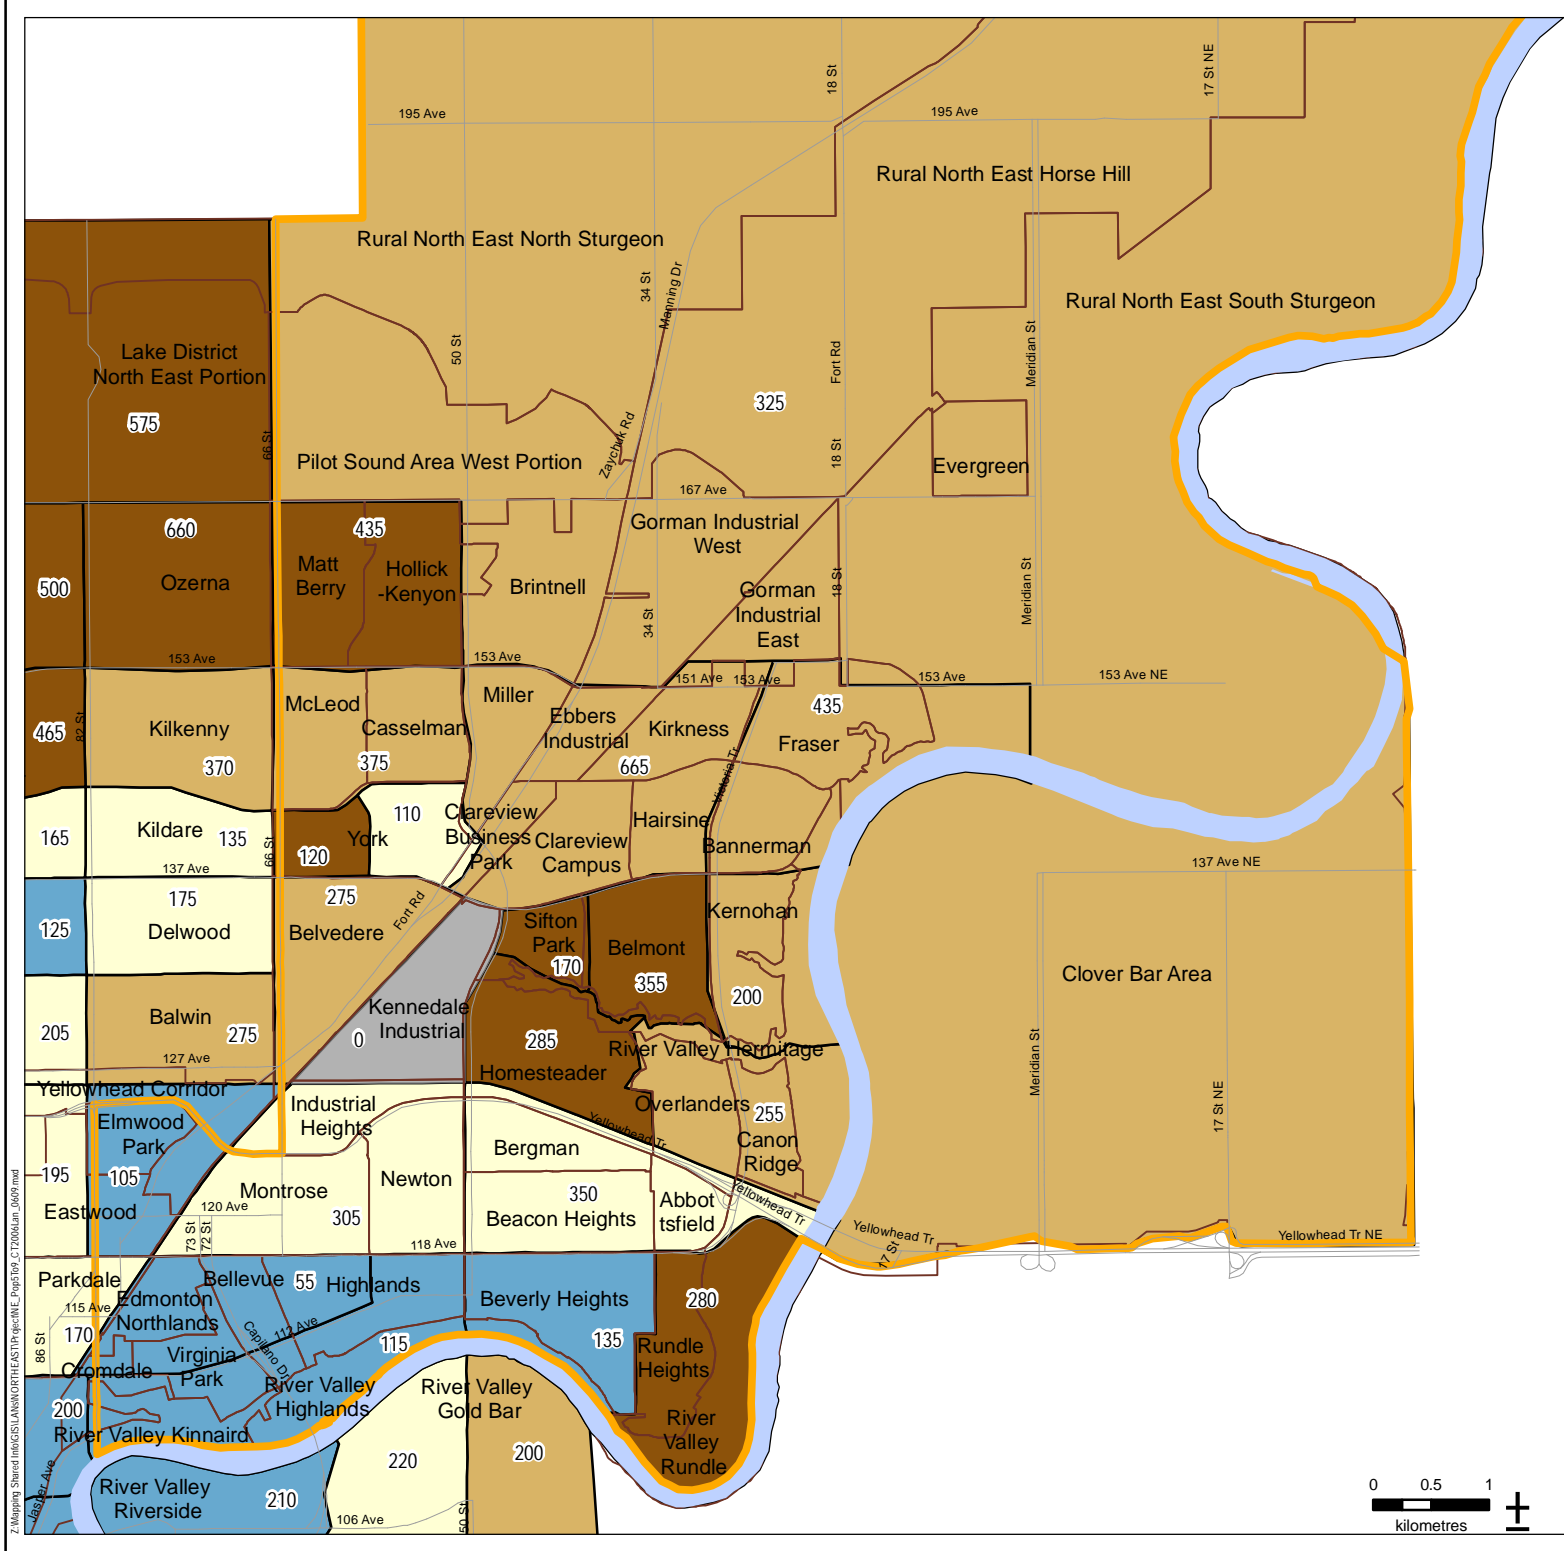 18 St
17 St NE
195 Ave
195 Ave
Rural North East Horse Hill
Rural North East North Sturgeon
34 St
Manning Dr
Rural North East South Sturgeon
50 St
Fort Rd
Meridian St
Lake District
North East Portion
575
66 St
325
Zaychuk Rd
18 St
Pilot Sound Area West Portion
Evergreen
167 Ave
660
435
Gorman Industrial
West
500
Ozerna
Matt
Berry
Hollick
-Kenyon
Brintnell
Gorman
Industrial
East
18 St
Meridian St
34 St
153 Ave
153 Ave
151 Ave
153 Ave
153 Ave
153 Ave NE
465
82 St
Kilkenny
370
McLeod
Casselman
375
Miller
Ebbers
Industrial
Kirkness
665
435
Fraser
Victoria Tr
165
Kildare
135
66 St
137 Ave
120
York
110
Clareview
Business
Park
Clareview
Campus
Hairsine
Bannerman
137 Ave NE
125
175
Delwood
275
Belvedere
Fort Rd
Sifton
Park
170
Belmont
355
Kernohan
200
Clover Bar Area
205
Balwin
275
127 Ave
Kennedale
Industrial
0
285
Homesteader
River Valley Hermitage
Meridian St
17 St NE
Yellowhead Corridor
Elmwood
Park
105
195
Eastwood
Industrial
Heights
Overlanders
255
Canon
Ridge
Yellowhead Tr
Bergman
Newton
Montrose
305
120 Ave
73 St
72 St
350
Beacon Heights
Abbot
tsfield
Yellowhead Tr
Yellowhead Tr
17 St
Yellowhead Tr NE
118 Ave
Parkdale
115 Ave
170
86 St
Edmonton
Northlands
Bellevue
55
Highlands
Capilano Dr
112 Ave
115
Beverly Heights
135
280
Rundle
Heights
Cromdale
Virginia
Park
River Valley
Highlands
200
River Valley Kinnaird
River Valley
Gold Bar
River
Valley
Rundle
220
200
River Valley
Riverside
210
Jasper Ave
106 Ave
50 St
0 0.5 1
kilometres
Z:\Mapping Shared Info\GIS\LANs\NORTHEAST\Project\NE_Pop5To9_CT2006Lan_0609.mxd